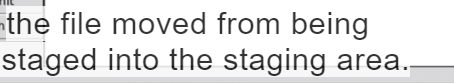 the file moved from being
staged into the staging area.